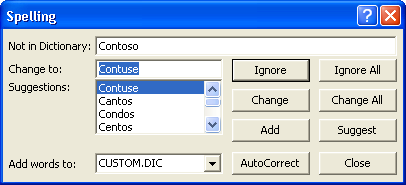 Spelling
Not in Dictionary: Contoso
Change to: Contuse Ignore Ignore All
Suggestions: Contuse
Cantos Change Change All
Condos
Centos Add Suggest
Add words to: CUSTOM.DIC AutoCorrect Close